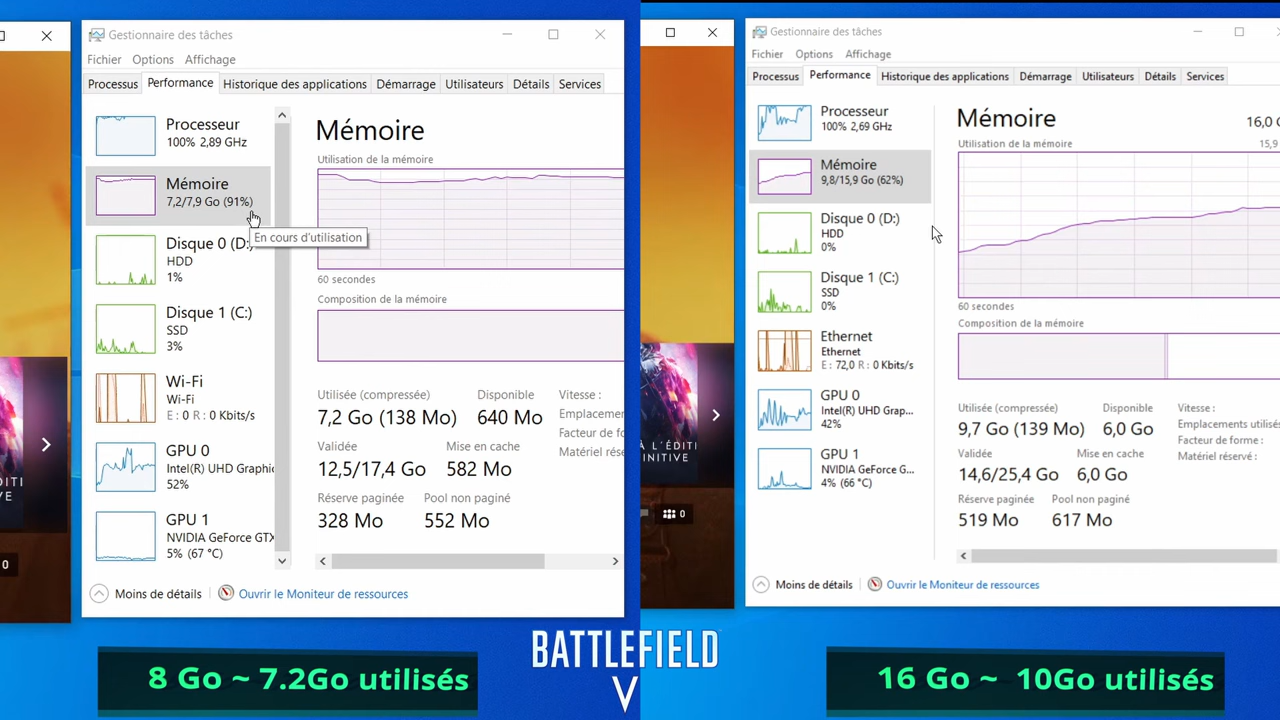 Gestionnaire des tâches
Fichier Options Affichage
Processus Performance Historique des applications Démarrage Utilisateurs Détails Services
Processeur
100% 2,89 GHz
Mémoire
7,2/7,9 Go (91%)
En cours d'utilisation
Disque 0 (D:)
HDD
1%
Disque 1 (C:)
SSD
3%
Wi-Fi
Wi-Fi
E : 0 R : 0 Kbits/s
GPU 0
Intel(R) UHD Graphic
52%
GPU 1
NVIDIA GeForce GTX
5% (67 °C)
Mémoire
Utilisation de la mémoire
60 secondes
Composition de la mémoire
Utilisée (compressée) Disponible Vitesse :
7,2 Go (138 Mo) 640 Mo Emplacements
Facteur de fo
Validée Mise en cache Matériel rése
12,5/17,4 Go 582 Mo
Réserve paginée Pool non paginé
328 Mo 552 Mo
Moins de détails Ouvrir le Moniteur de ressources
0
Gestionnaire des tâches
Fichier Options Affichage
Processus Performance Historique des applications Démarrage Utilisateurs Détails Services
Processeur
100% 2,69 GHz
Mémoire
9,8/15,9 Go (62%)
Disque 0 (D:)
HDD
0%
Disque 1 (C:)
SSD
0%
Ethernet
Ethernet
E : 72,0 R : 0 Kbits/s
GPU 0
Intel(R) UHD Grap...
42%
GPU 1
NVIDIA GeForce G...
4% (66 °C)
Mémoire 16,0 G
Utilisation de la mémoire 15,9
60 secondes
Composition de la mémoire
Utilisée (compressée) Disponible Vitesse :
9,7 Go (139 Mo) 6,0 Go Emplacements utilisés
Facteur de forme :
Validée Mise en cache Matériel réservé :
14,6/25,4 Go 6,0 Go
Réserve paginée Pool non paginé
519 Mo 617 Mo
Moins de détails Ouvrir le Moniteur de ressources
À L'ÉDITI
INITIVE
0
BATTLEFIELD
V
8 Go ~ 7.2Go utilisés
16 Go ~ 10Go utilisés